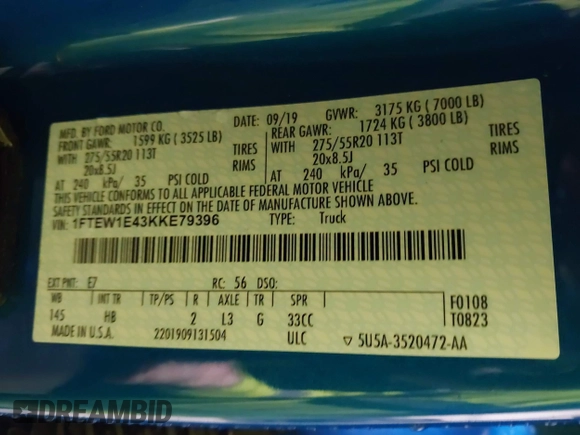 MFD. BY FORD MOTOR CO.
DATE: 09/19 GVWR: 3175 KG ( 7000 LB)
FRONT GAWR: 1599 KG ( 3525 LB)
REAR GAWR: 1724 KG ( 3800 LB)
WITH 275/55R20 113T TIRES
WITH 275/55R20 113T TIRES
20x8.5J RIMS
20x8.5J RIMS
AT 240 kPa/ 35 PSI COLD
AT 240 kPa/ 35 PSI COLD
THIS VEHICLE CONFORMS TO ALL APPLICABLE FEDERAL MOTOR VEHICLE
SAFTY STANDARDS IN EFFECT ON THE DATE OF MANUFACTURE SHOWN ABOVE.
VIN: 1FTEW1E43KKE79396 TYPE: Truck
EXT PNT: E7 RC: 56 DSO:
WB INT TR TP/PS R AXLE TR SPR
145 HB 2 L3 G 33CC
F0108
T0823
MADE IN U.S.A. 2201909131504 ULC
▽ 5U5A-3520472-AA
DREAMBID